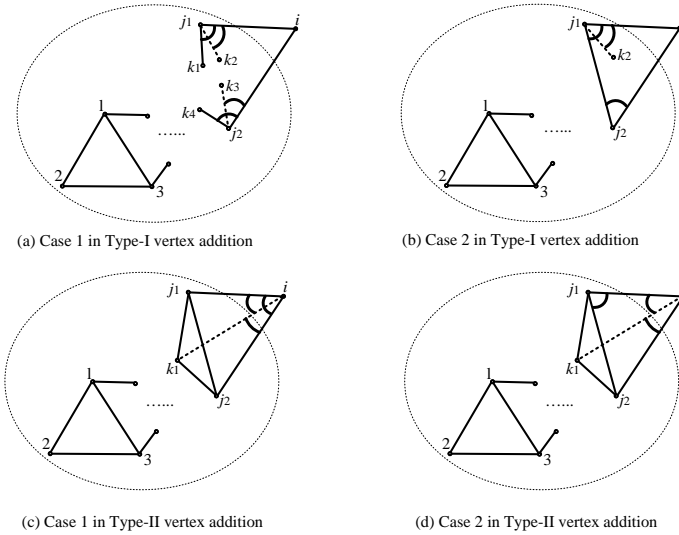 j1
i
k2
k1
k3
k4
j2
1
......
2
3
(a) Case 1 in Type-I vertex addition
j1
k2
j2
1
......
2
3
(b) Case 2 in Type-I vertex addition
j1
i
k1
j2
1
......
2
3
(c) Case 1 in Type-II vertex addition
j1
k1
j2
1
......
2
3
(d) Case 2 in Type-II vertex addition